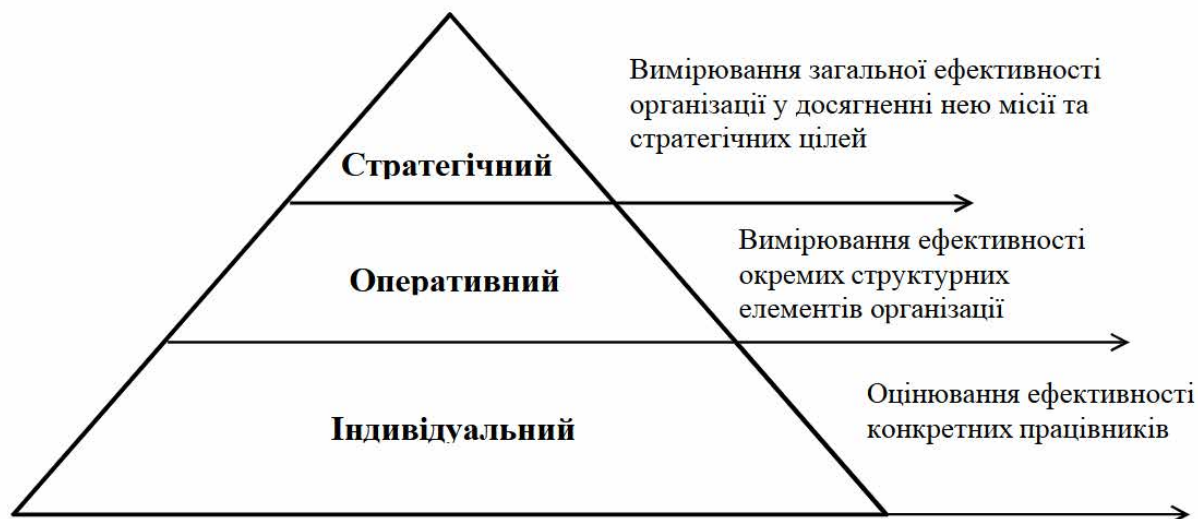 Вимірювання загальної ефективності
організації у досягненні нею місії та
стратегічних цілей
Стратегічний
Вимірювання ефективності
окремих структурних
елементів організації
Оперативний
Оцінювання ефективності
конкретних працівників
Індивідуальний